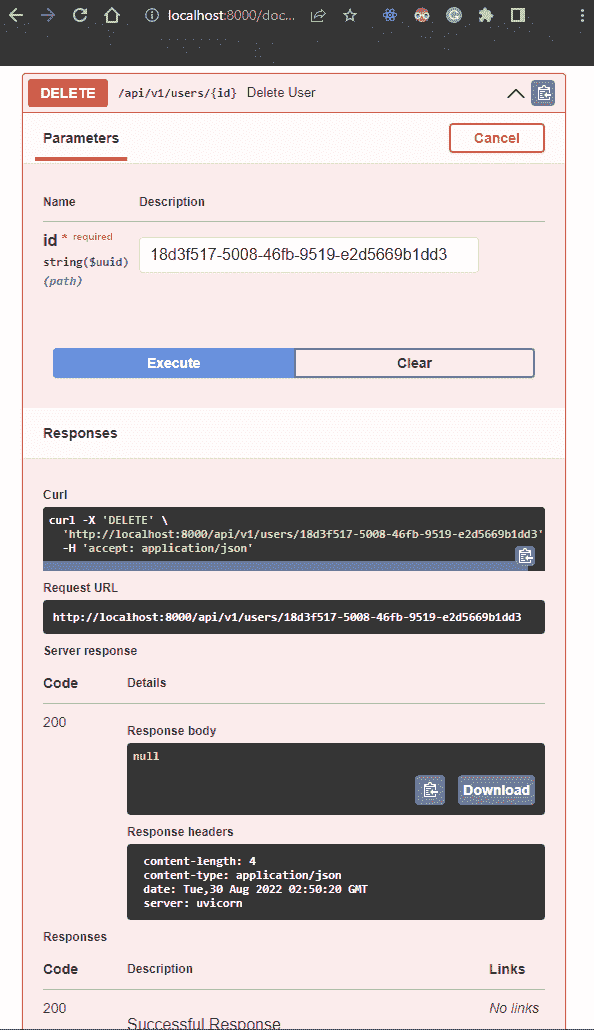 localhost:8000/doc...
DELETE /api/v1/users/{id} Delete User
Parameters Cancel
Name Description
id * required
string($uuid) 18d3f517-5008-46fb-9519-e2d5669b1dd3
(path)
Execute Clear
Responses
Curl
curl -X 'DELETE' \
'http://localhost:8000/api/v1/users/18d3f517-5008-46fb-9519-e2d5669b1dd3'
-H 'accept: application/json'
Request URL
http://localhost:8000/api/v1/users/18d3f517-5008-46fb-9519-e2d5669b1dd3
Server response
Code Details
200
Response body
null
Download
Response headers
content-length: 4
content-type: application/json
date: Tue,30 Aug 2022 02:50:20 GMT
server: uvicorn
Responses
Code Description Links
200 No links
Successful Response